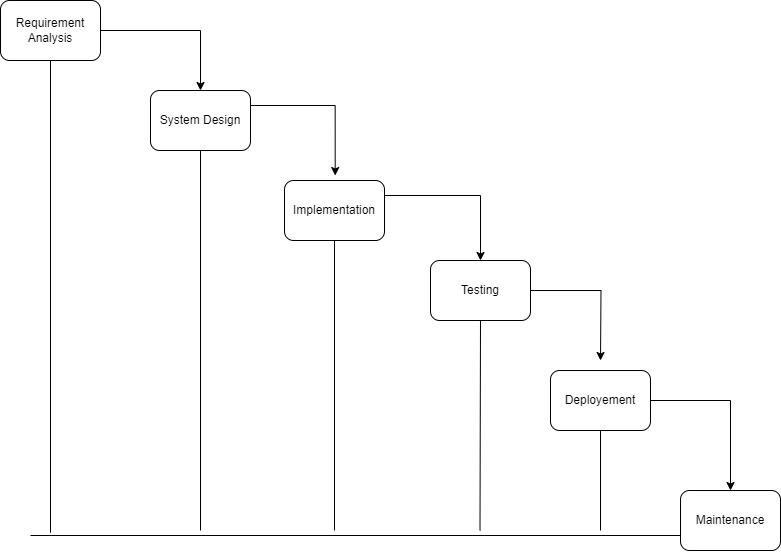 Requirement
Analysis
System Design
Implementation
Testing
Deployement
Maintenance